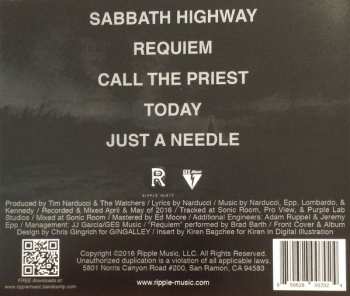 SABBATH HIGHWAY
REQUIEM
CALL THE PRIEST
TODAY
JUST A NEEDLE
RIPPLE MUSIC
Produced by Tim Narducci & The Watchers / Lyrics by Narducci / Music by Narducci, Epp, Lombardo, &
Kennedy / Recorded & Mixed April & May of 2016 / Tracked at Sonic Room, Pro View, & Purple Lab
Studios / Mixed at Sonic Room / Mastered by Ed Moore / Additional Engineers: Adam Ruppel & Jeremy
Epp / Management: JJ Garcia/GES Music / "Requiem" performed by Brad Barth / Front Cover & Album
Design by Chris Gringich for GINGALLEY / Insert by Kiren Bagchee for Kiren In Digital Illustration
Copyright ©2016 Ripple Music. All Rights Reserved.
Unauthorized Duplication is a violation of all applicable laws.
5801 Norris Canyon Road #200, San Ramon, CA 94583
www.ripple-music.com
FREE downloads